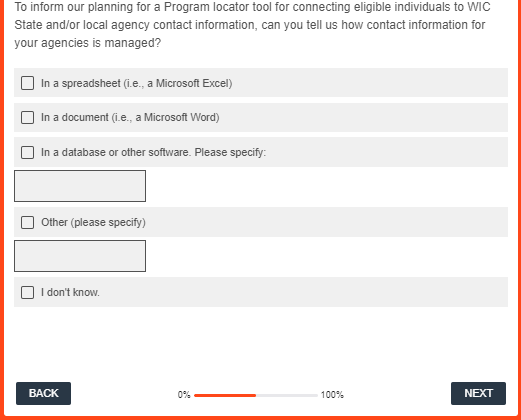 To inform our planning for a Program locator tool for connecting eligible individuals to WIC
State and/or local agency contact information, can you tell us how contact information for
your agencies is managed?
In a spreadsheet (i.e., a Microsoft Excel)
In a document (i.e., a Microsoft Word)
In a database or other software. Please specify:
Other (please specify)
I don't know.
BACK
0%
100%
NEXT